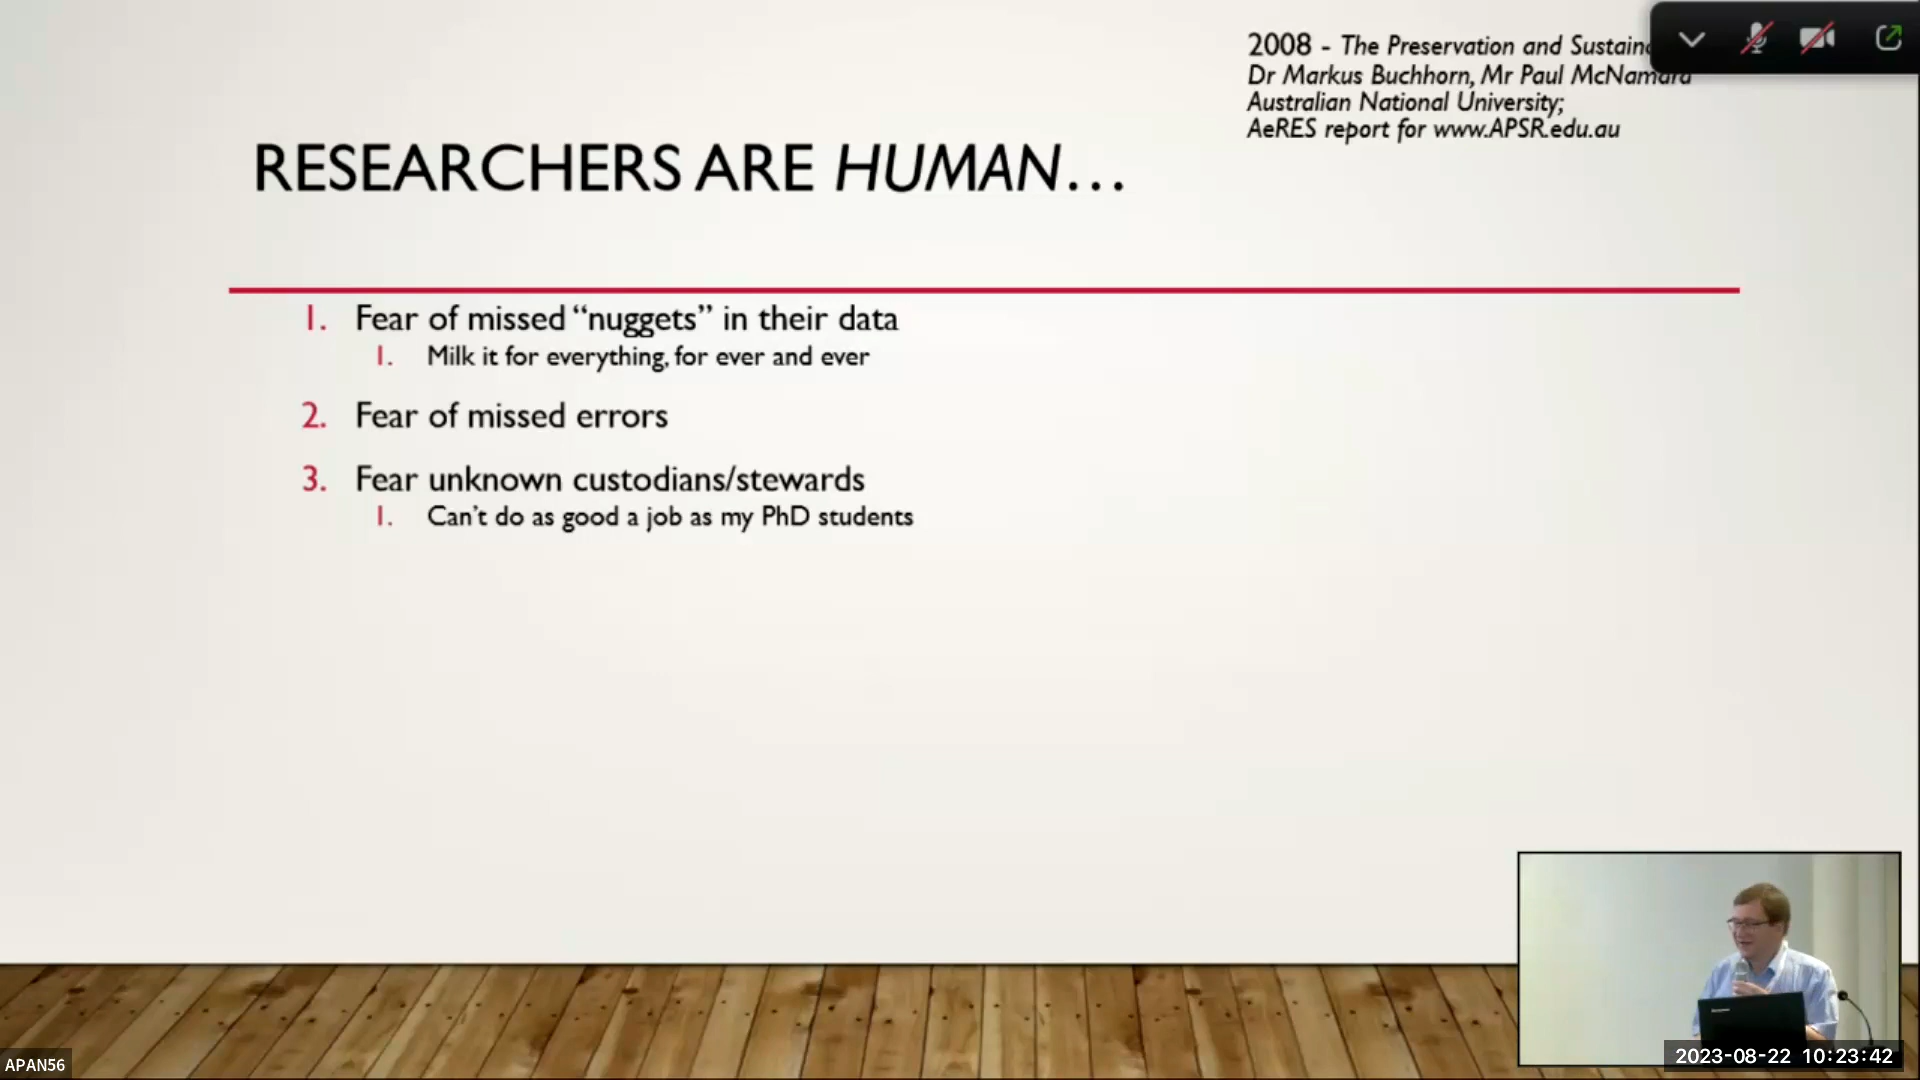 2008 - The Preservation and
Dr Markus Buchhorn, Mr Paul McNamara
Australian National University;
AeRES report for www.APSR.edu.au
RESEARCHERS ARE HUMAN...
1. Fear of missed “nuggets” in their data
1. Milk it for everything, for ever and ever
2. Fear of missed errors
3. Fear unknown custodians/stewards
1. Can’t do as good a job as my PhD students
APAN56
2023-08-22 10:23:42